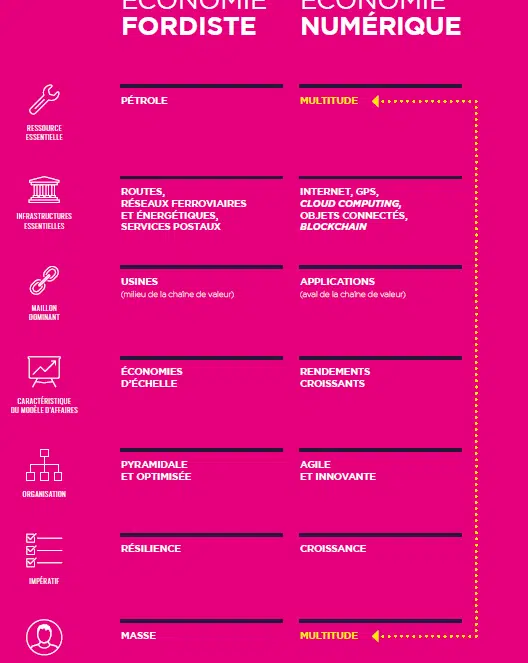 ÉCONOMIE
FORDISTE
ÉCONOMIE
NUMÉRIQUE
RESSOURCE
ESSENTIELLE
PÉTROLE
MULTITUDE
INFRASTRUCTURES
ESSENTIELLES
ROUTES,
RÉSEAUX FERROVIAIRES
ET ÉNERGÉTIQUES,
SERVICES POSTAUX
INTERNET, GPS,
CLOUD COMPUTING,
OBJETS CONNECTÉS,
BLOCKCHAIN
MAILLON
DOMINANT
USINES
(milieu de la chaîne de valeur)
APPLICATIONS
(aval de la chaîne de valeur)
CARACTÉRISTIQUE
DU MODÈLE D'AFFAIRES
ÉCONOMIES
D'ÉCHELLE
RENDEMENTS
CROISSANTS
ORGANISATION
PYRAMIDALE
ET OPTIMISÉE
AGILE
ET INNOVANTE
IMPÉRATIF
RÉSILIENCE
CROISSANCE
MASSE
MULTITUDE